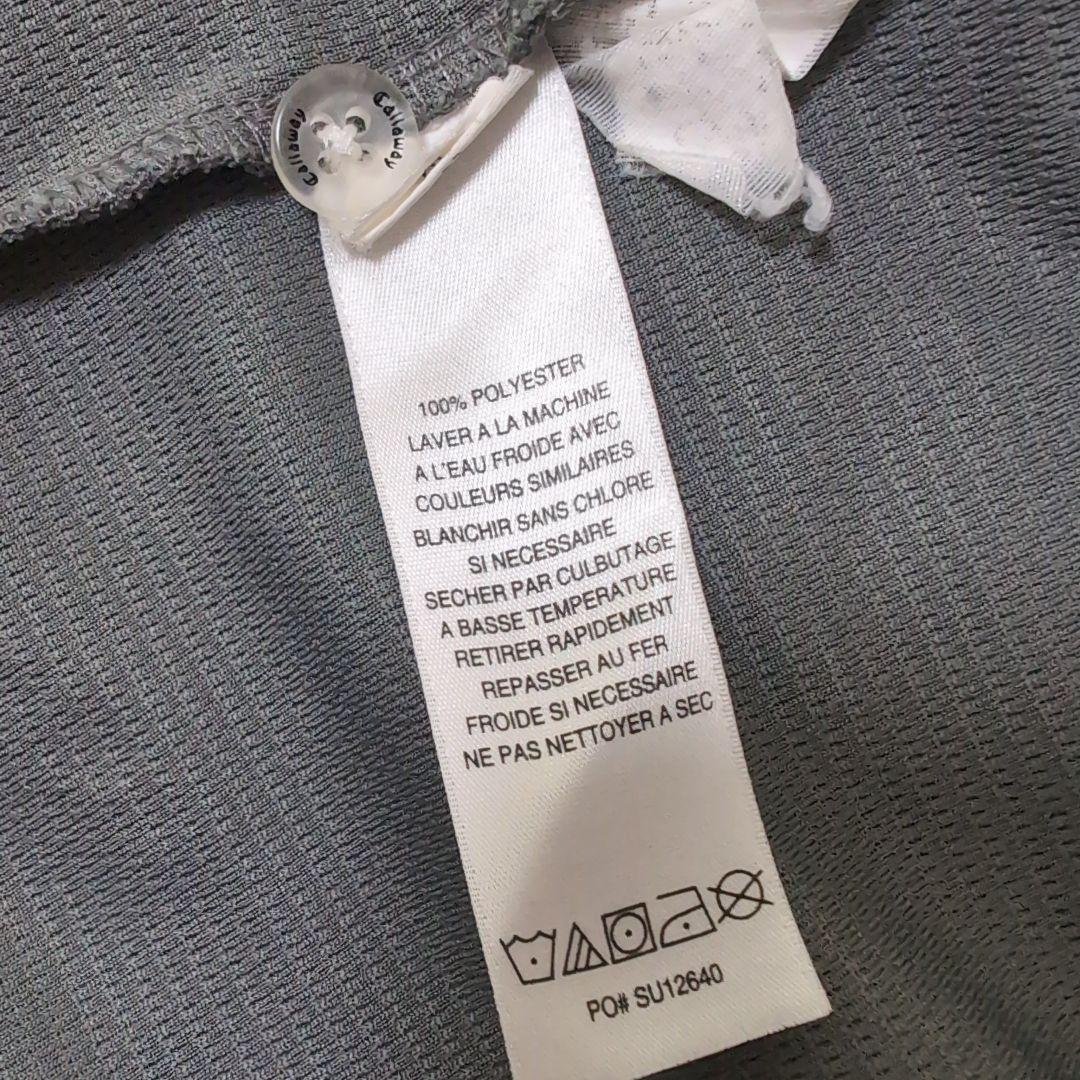 Callaway
Callaway
100% POLYESTER
LAVER A LA MACHINE
A L'EAU FROIDE AVEC
COULEURS SIMILAIRES
BLANCHIR SANS CHLORE
SI NECESSAIRE
SECHER PAR CULBUTAGE
A BASSE TEMPERATURE
RETIRER RAPIDEMENT
REPASSER AU FER
FROIDE SI NECESSAIRE
NE PAS NETTOYER A SEC
PO# SU12640